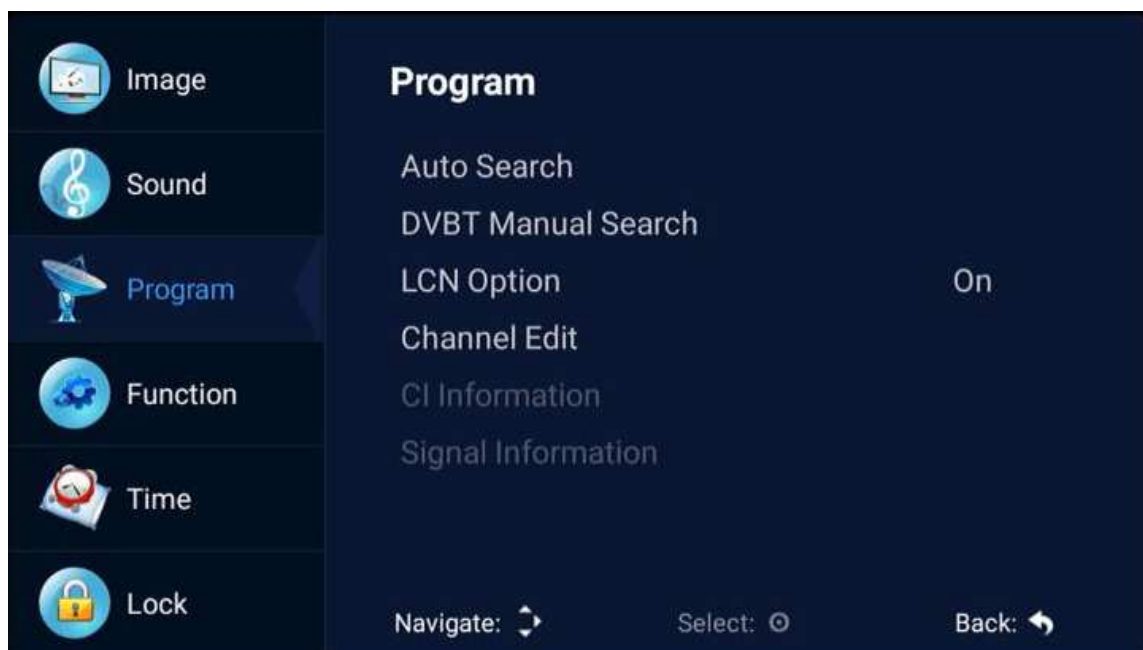 Image
Sound
Program
Function
Time
Lock
Program
Auto Search
DVBT Manual Search
LCN Option On
Channel Edit
CI Information
Signal Information
Navigate: Select: Back: